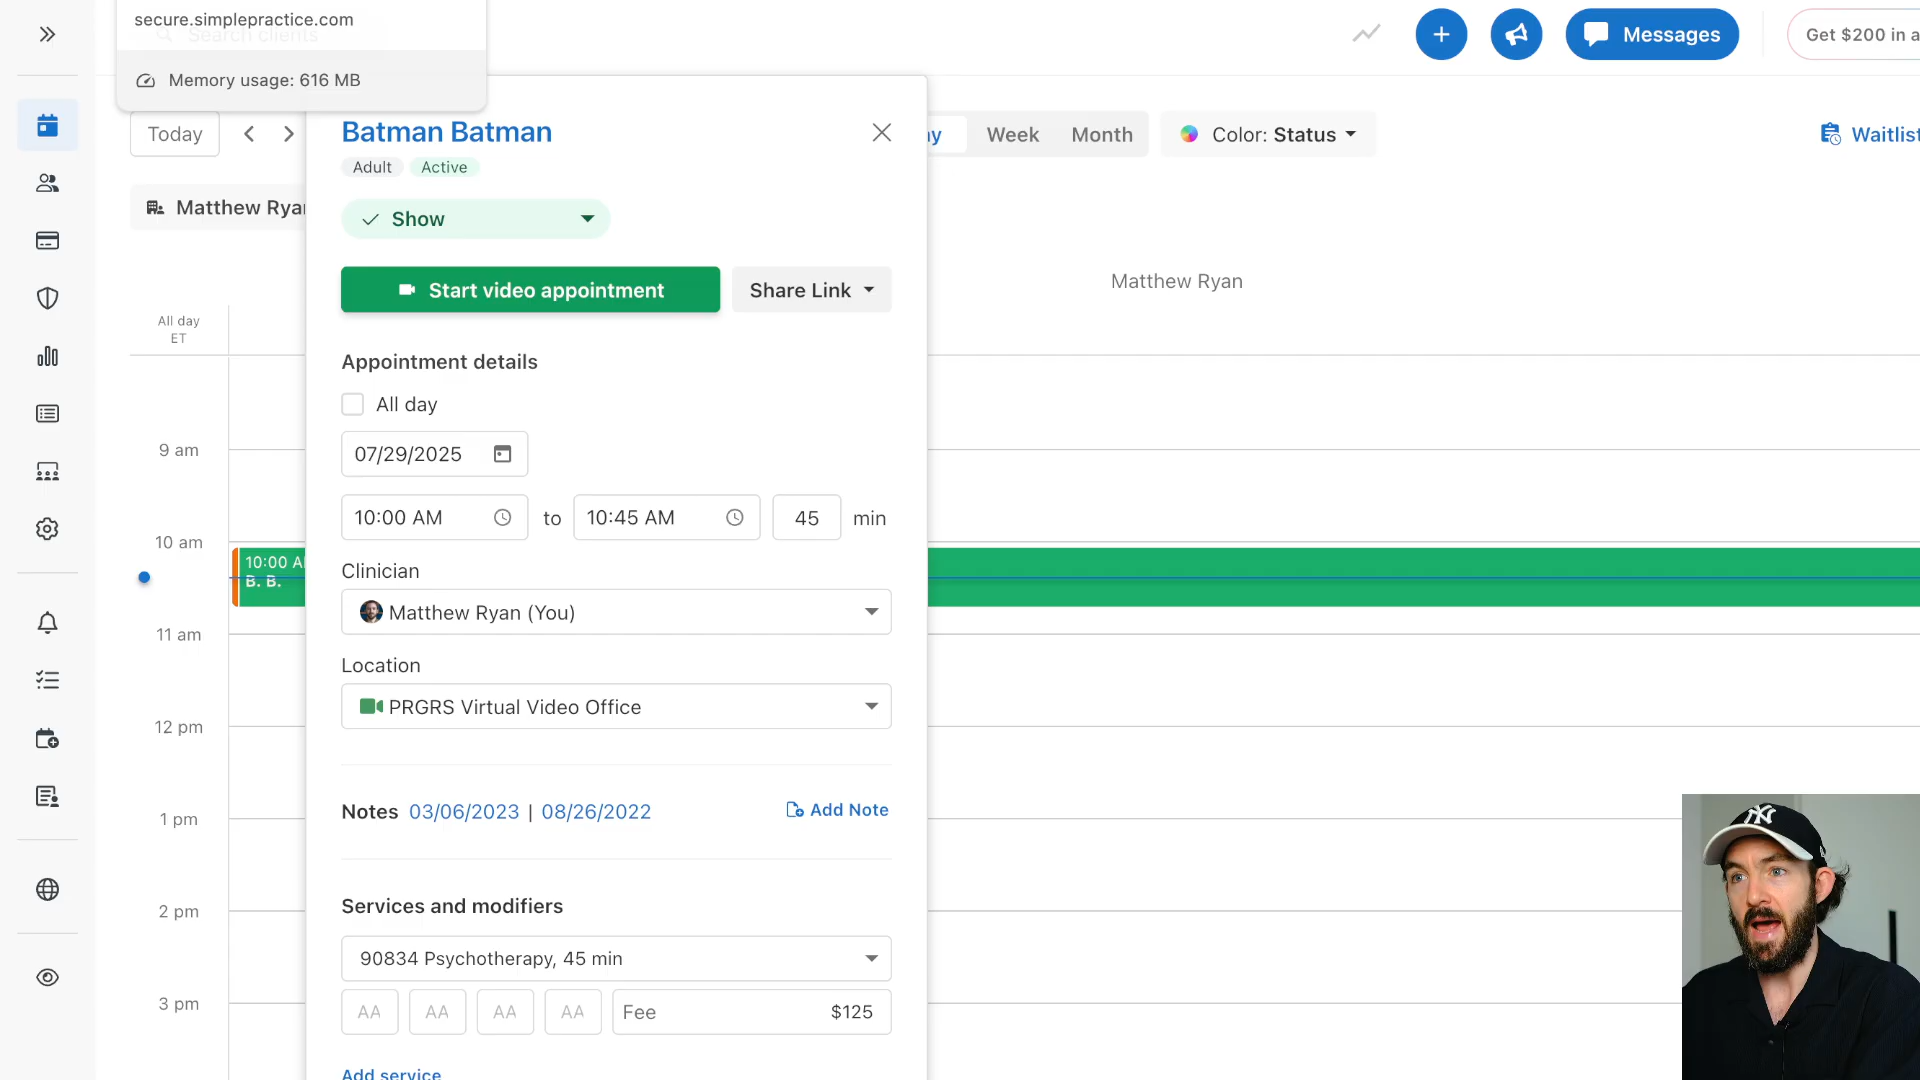 secure.simplepractice.com
Search clients
Memory usage: 616 MB
Messages
Get $200 in a
Today
Batman Batman
Adult
Active
Week
Month
Color: Status
Waitlist
Matthew Ryan
Show
Start video appointment
Share Link
Matthew Ryan
All day
ET
Appointment details
All day
07/29/2025
10:00 AM
to
10:45 AM
45
min
9 am
10 am
10:00 A
B. B.
11 am
12 pm
1 pm
2 pm
3 pm
Clinician
Matthew Ryan (You)
Location
PRGRS Virtual Video Office
Notes 03/06/2023 | 08/26/2022
Add Note
Services and modifiers
90834 Psychotherapy, 45 min
AA
AA
AA
AA
Fee
$125
Add service